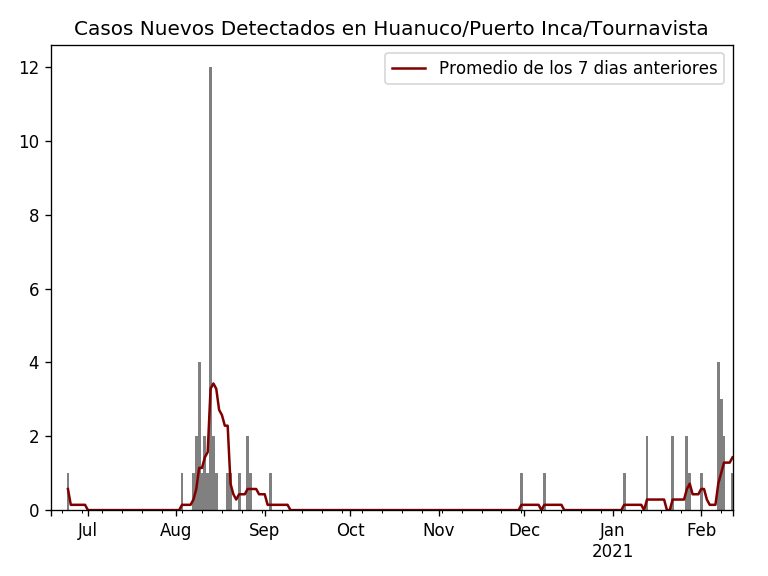 Casos Nuevos Detectados en Huanuco/Puerto Inca/Tournavista
Promedio de los 7 dias anteriores
12
10
8
6
4
2
0
Jul Aug Sep Oct Nov Dec Jan Feb
2021